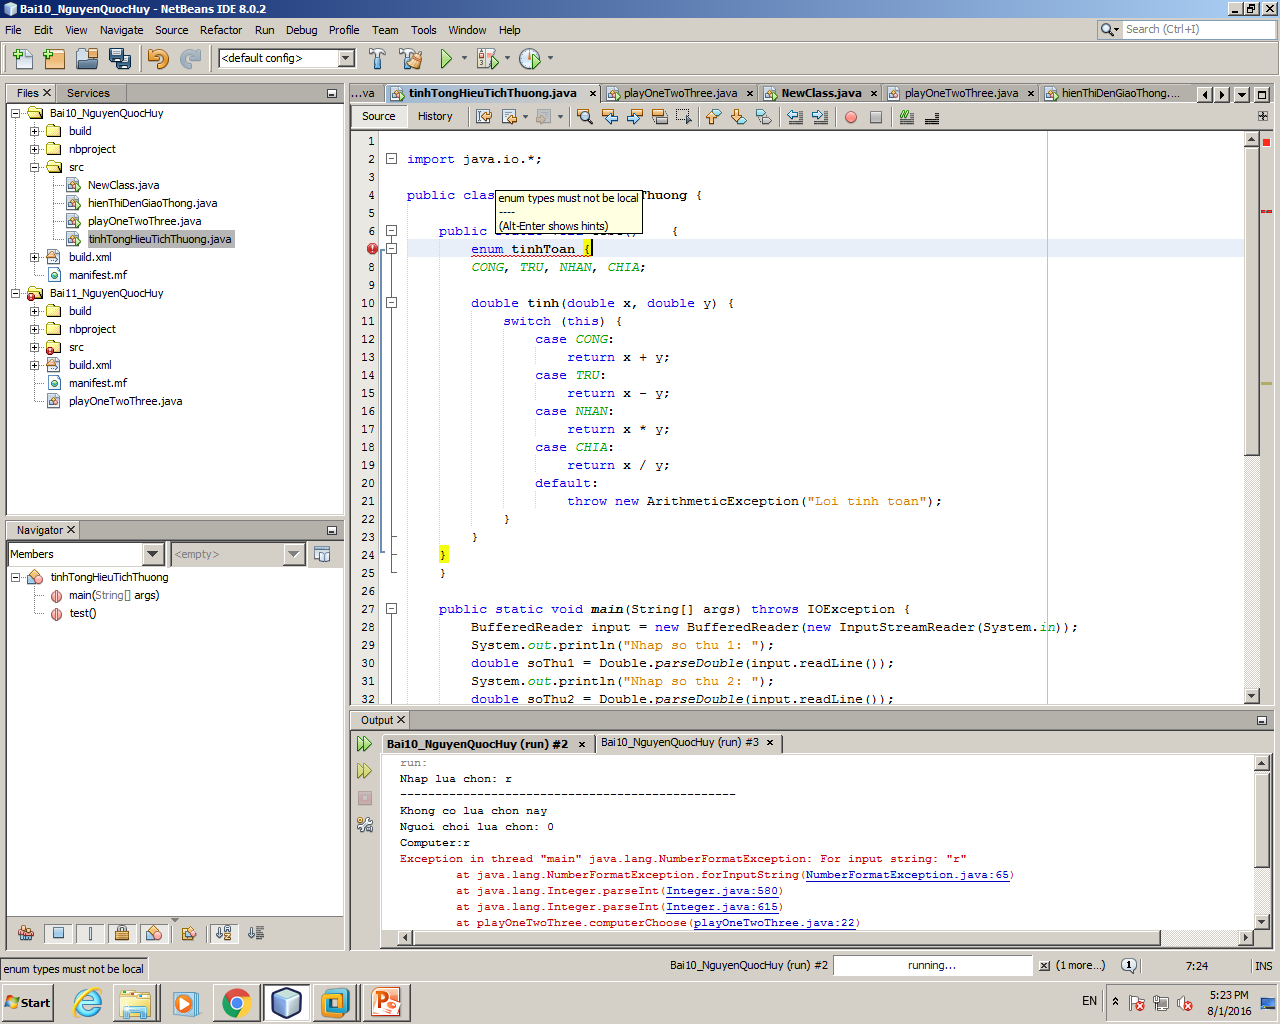 Bai10_NguyenQuocHuy - NetBeans IDE 8.0.2
File Edit View Navigate Source Refactor Run Debug Profile Team Tools Window Help
Search (Ctrl+I)
<default config>
Files Services
Bai10_NguyenQuocHuy
build
nbproject
src
NewClass.java
hienThiDenGiaoThong.java
playOneTwoThree.java
tinhTongHieuTichThuong.java
build.xml
manifest.mf
Bai11_NguyenQuocHuy
build
nbproject
src
build.xml
manifest.mf
playOneTwoThree.java
Navigator
Members
<empty>
tinhTongHieuTichThuong
main(String[] args)
test()
...va tinhTongHieuTichThuong.java playOneTwoThree.java NewClass.java playOneTwoThree.java hienThiDenGiaoThong....
Source History
1
2 import java.io.*;
3
4 public clas Thuong {
enum types must not be local
----
(Alt-Enter shows hints)
5
6 public {
enum tinhToan {
8 CONG, TRU, NHAN, CHIA;
9
10 double tinh(double x, double y) {
11 switch (this) {
12 case CONG:
13 return x + y;
14 case TRU:
15 return x - y;
16 case NHAN:
17 return x * y;
18 case CHIA:
19 return x / y;
20 default:
21 throw new ArithmeticException("Loi tinh toan");
22 }
23 }
24 }
25 }
26
27 public static void main(String[] args) throws IOException {
28 BufferedReader input = new BufferedReader(new InputStreamReader(System.in));
29 System.out.println("Nhap so thu 1: ");
30 double soThu1 = Double.parseDouble(input.readLine());
31 System.out.println("Nhap so thu 2: ");
32 double soThu2 = Double.parseDouble(input.readLine());
Output
Bai10_NguyenQuocHuy (run) #2 Bai10_NguyenQuocHuy (run) #3
run:
Nhap lua chon: r
------------------------------------------------
Khong co lua chon nay
Nguoi choi lua chon: 0
Computer:r
Exception in thread "main" java.lang.NumberFormatException: For input string: "r"
at java.lang.NumberFormatException.forInputString(NumberFormatException.java:65)
at java.lang.Integer.parseInt(Integer.java:580)
at java.lang.Integer.parseInt(Integer.java:615)
at playOneTwoThree.computerChoose(playOneTwoThree.java:22)
enum types must not be local
Bai10_NguyenQuocHuy (run) #2 running... (1 more...) 1 7:24 INS
Start
EN
5:23 PM
8/1/2016